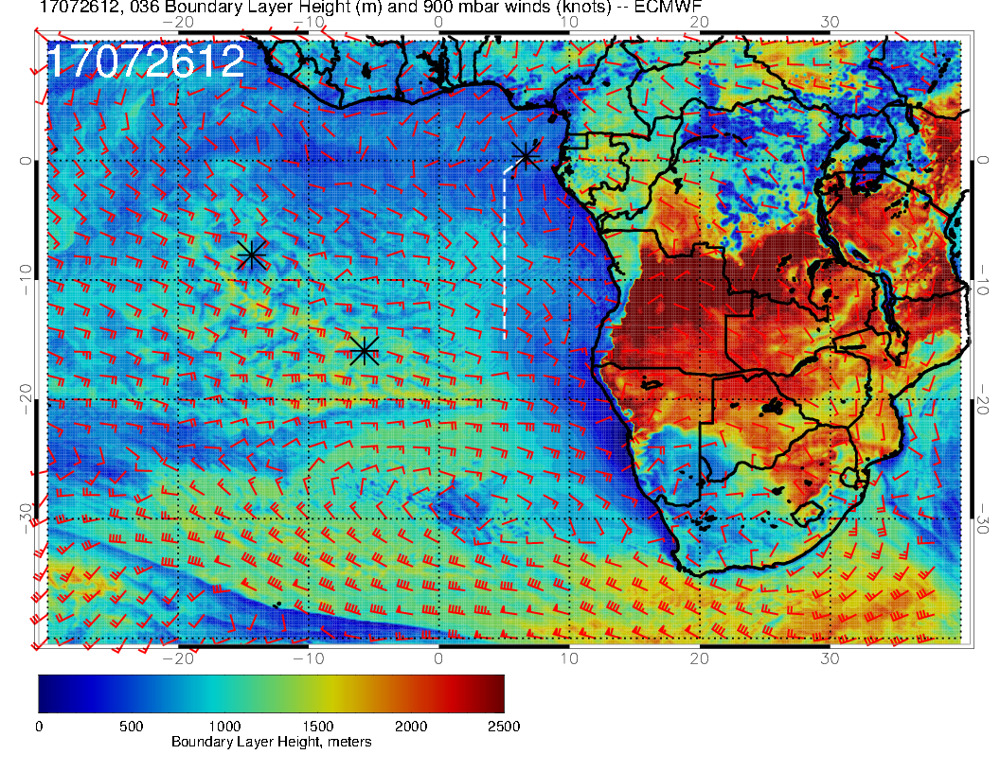 17072612, 036 Boundary Layer Height (m) and 900 mbar winds (knots) -- ECMWF
-20 -10 0 10 20 30
17072612
0 0
-10 -10
-20 -20
-30 -30
-20 -10 0 10 20 30
0 500 1000 1500 2000 2500
Boundary Layer Height, meters